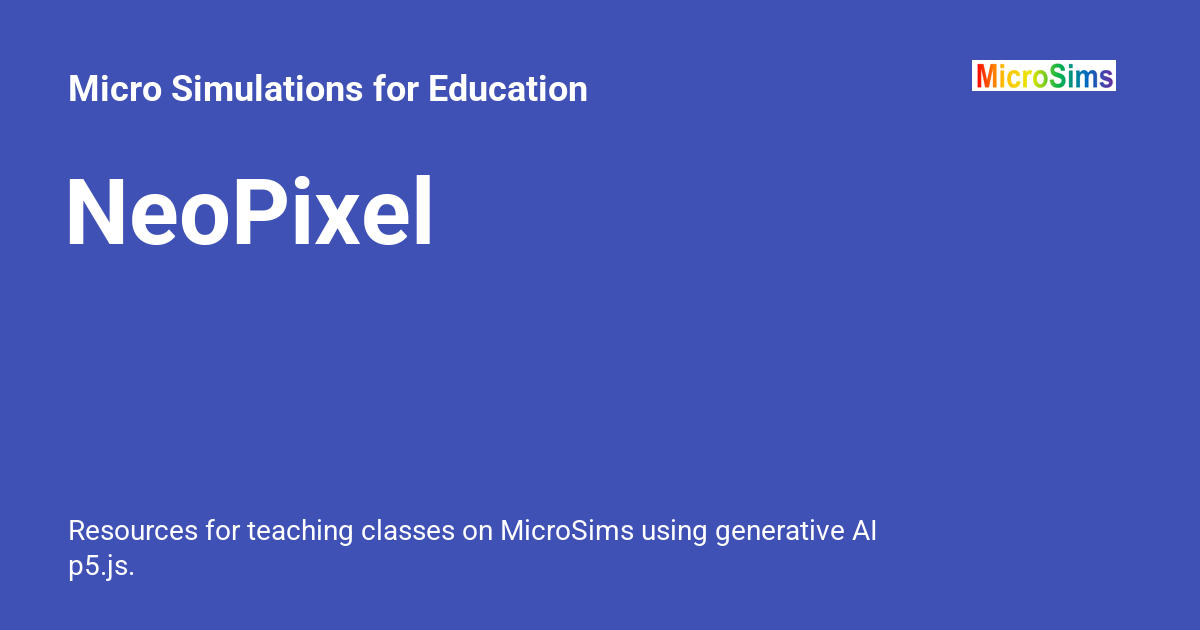 Micro Simulations for Education
MicroSims
NeoPixel
Resources for teaching classes on MicroSims using generative AI
p5.js.